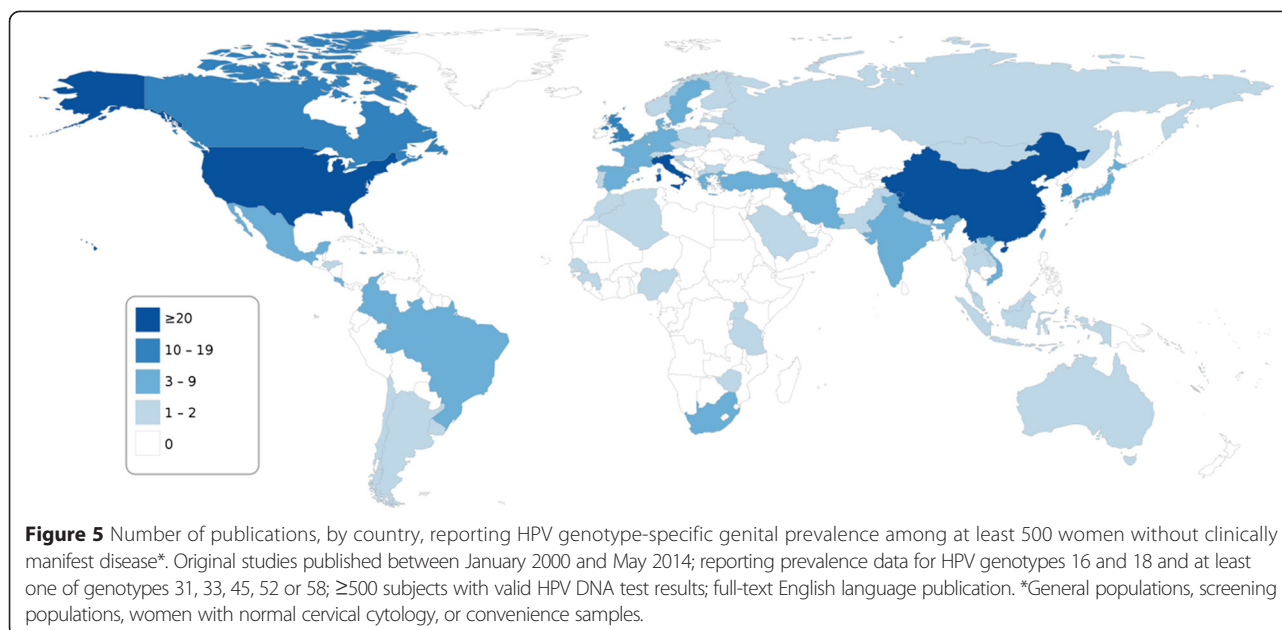 ≥20
10 – 19
3 – 9
1 – 2
0
Figure 5 Number of publications, by country, reporting HPV genotype-specific genital prevalence among at least 500 women without clinically
manifest disease*. Original studies published between January 2000 and May 2014; reporting prevalence data for HPV genotypes 16 and 18 and at least
one of genotypes 31, 33, 45, 52 or 58; ≥500 subjects with valid HPV DNA test results; full-text English language publication. *General populations, screening
populations, women with normal cervical cytology, or convenience samples.